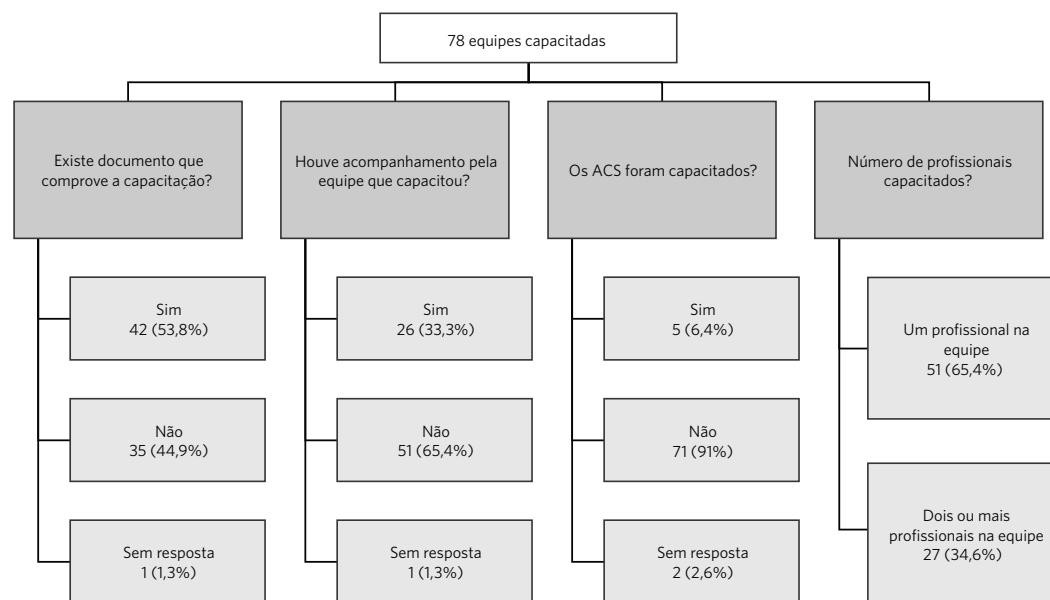 78 equipes capacitadas
Existe documento que
comprove a capacitação?
Houve acompanhamento pela
equipe que capacitou?
Os ACS foram capacitados?
Número de profissionais
capacitados?
Sim
42 (53,8%)
Não
35 (44,9%)
Sem resposta
1 (1,3%)
Sim
26 (33,3%)
Não
51 (65,4%)
Sem resposta
1 (1,3%)
Sim
5 (6,4%)
Não
71 (91%)
Sem resposta
2 (2,6%)
Um profissional na
equipe
51 (65,4%)
Dois ou mais
profissionais na equipe
27 (34,6%)